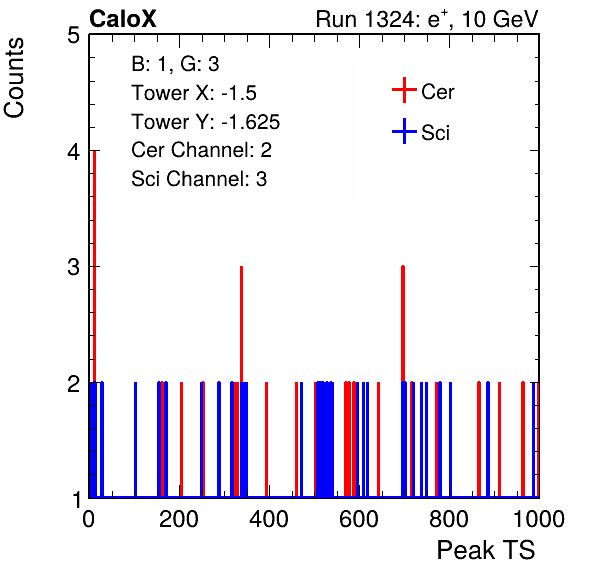 CaloX Run 1324: e+, 10 GeV
Counts
5
4
3
2
1
B: 1, G: 3
Tower X: -1.5
Tower Y: -1.625
Cer Channel: 2
Sci Channel: 3
Cer
Sci
0 200 400 600 800 1000
Peak TS